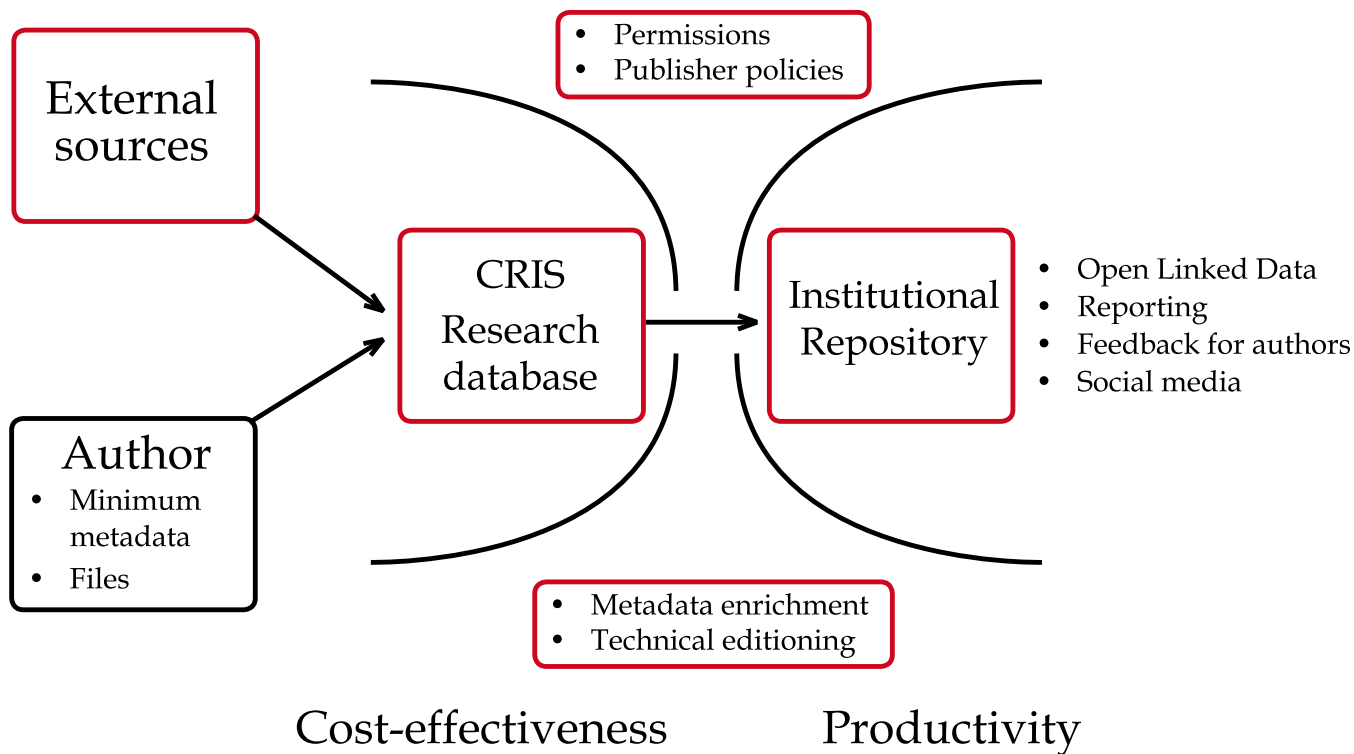 External
sources
• Permissions
• Publisher policies
CRIS
Research
database
Institutional
Repository
• Open Linked Data
• Reporting
• Feedback for authors
• Social media
Author
• Minimum
metadata
• Files
• Metadata enrichment
• Technical editioning
Cost-effectiveness
Productivity